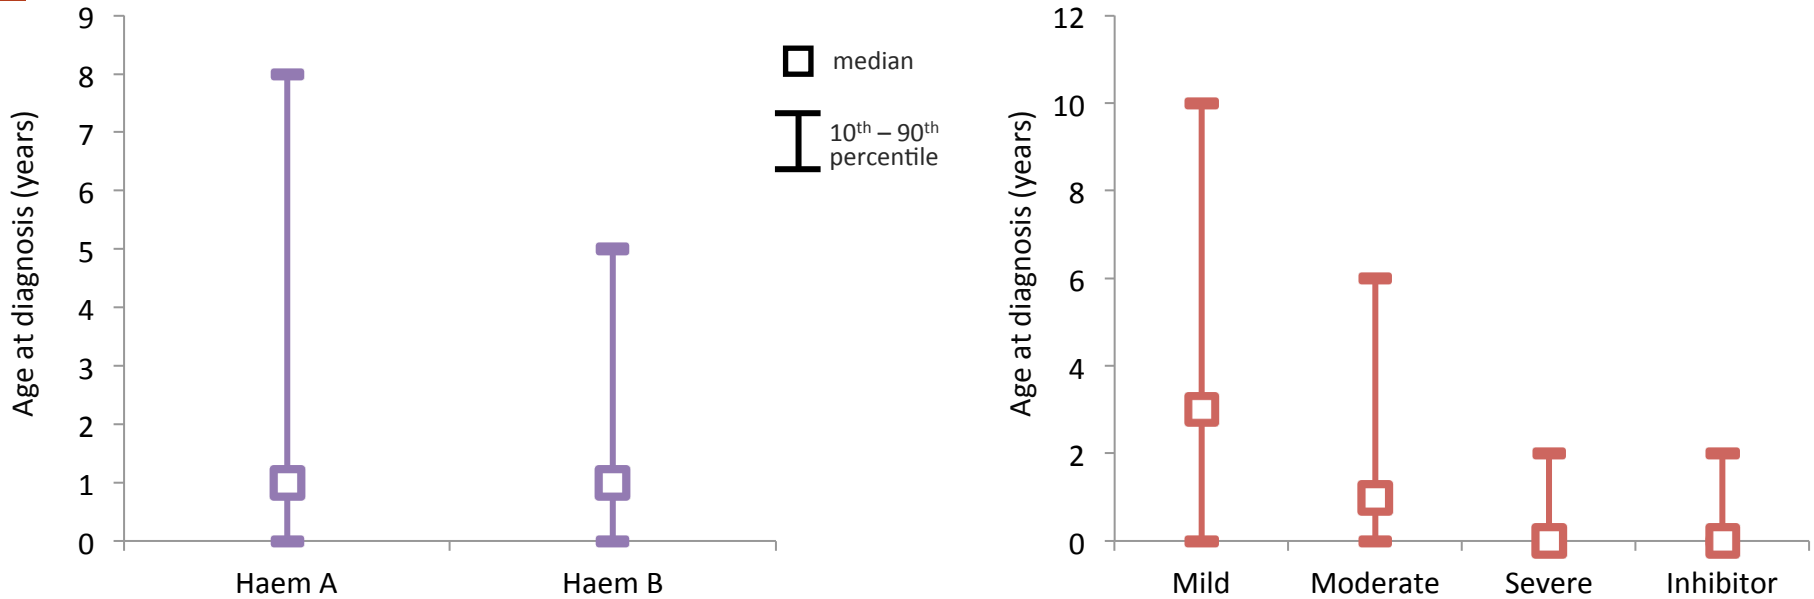 Age at diagnosis (years)
9
8
7
6
5
4
3
2
1
0
Haem A Haem B
median
10th – 90th
percentile
Age at diagnosis (years)
12
10
8
6
4
2
0
Mild Moderate Severe Inhibitor